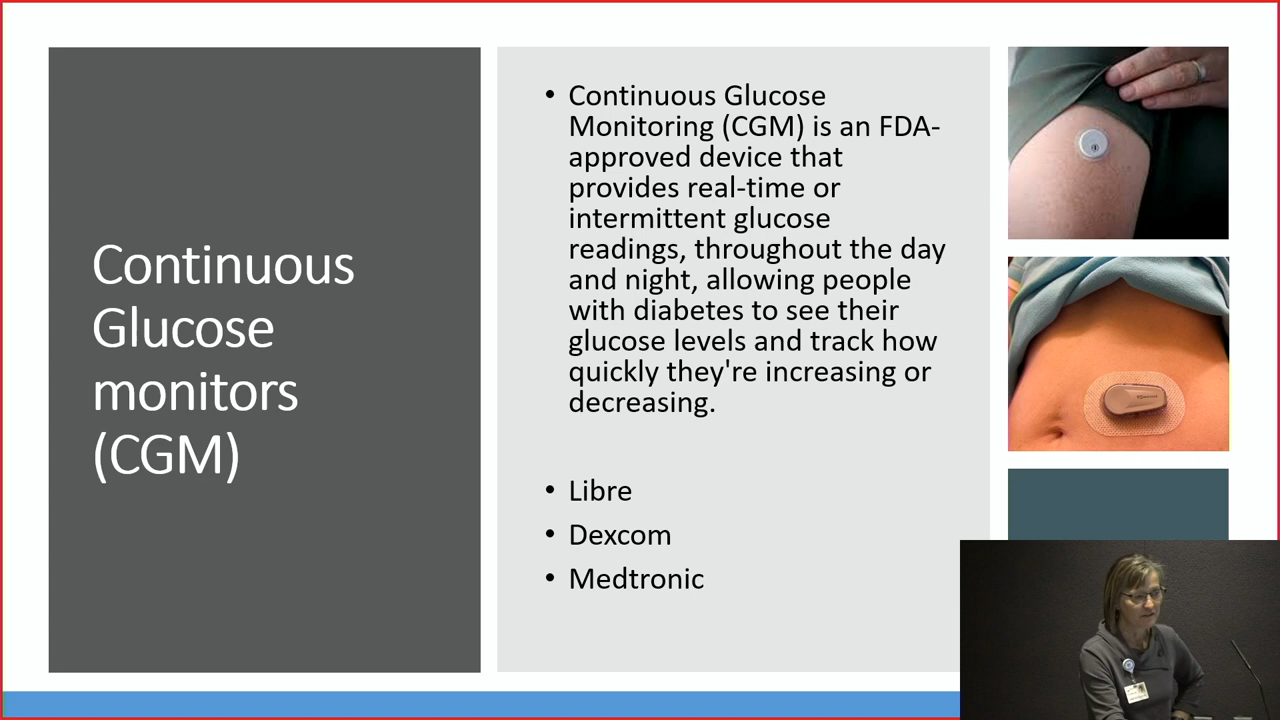 Continuous
Glucose
monitors
(CGM)
• Continuous Glucose
Monitoring (CGM) is an FDA-
approved device that
provides real-time or
intermittent glucose
readings, throughout the day
and night, allowing people
with diabetes to see their
glucose levels and track how
quickly they're increasing or
decreasing.
• Libre
• Dexcom
• Medtronic